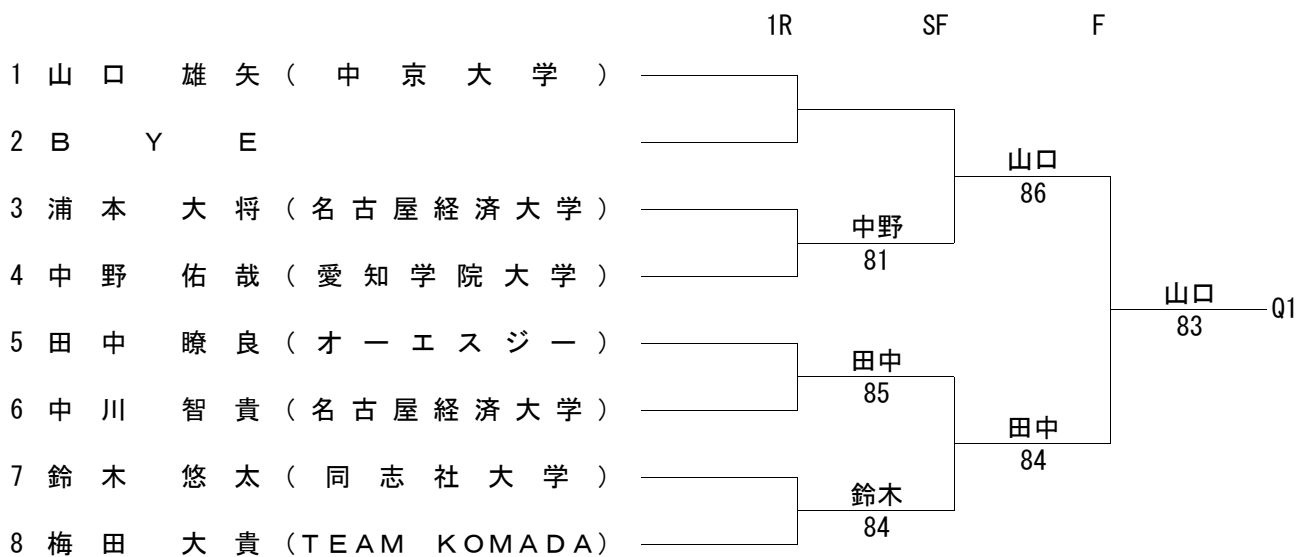 1R SF F
1 山口 雄矢 (中京大学)
2 BYE
山口
86
3 浦本 大将 (名古屋経済大学)
中野
81
4 中野 佑哉 (愛知学院大学)
山口
83
Q1
5 田中 瞭良 (オーエスジー)
田中
85
6 中川 智貴 (名古屋経済大学)
田中
84
7 鈴木 悠太 (同志社大学)
鈴木
84
8 梅田 大貴 (TEAM KOMADA)